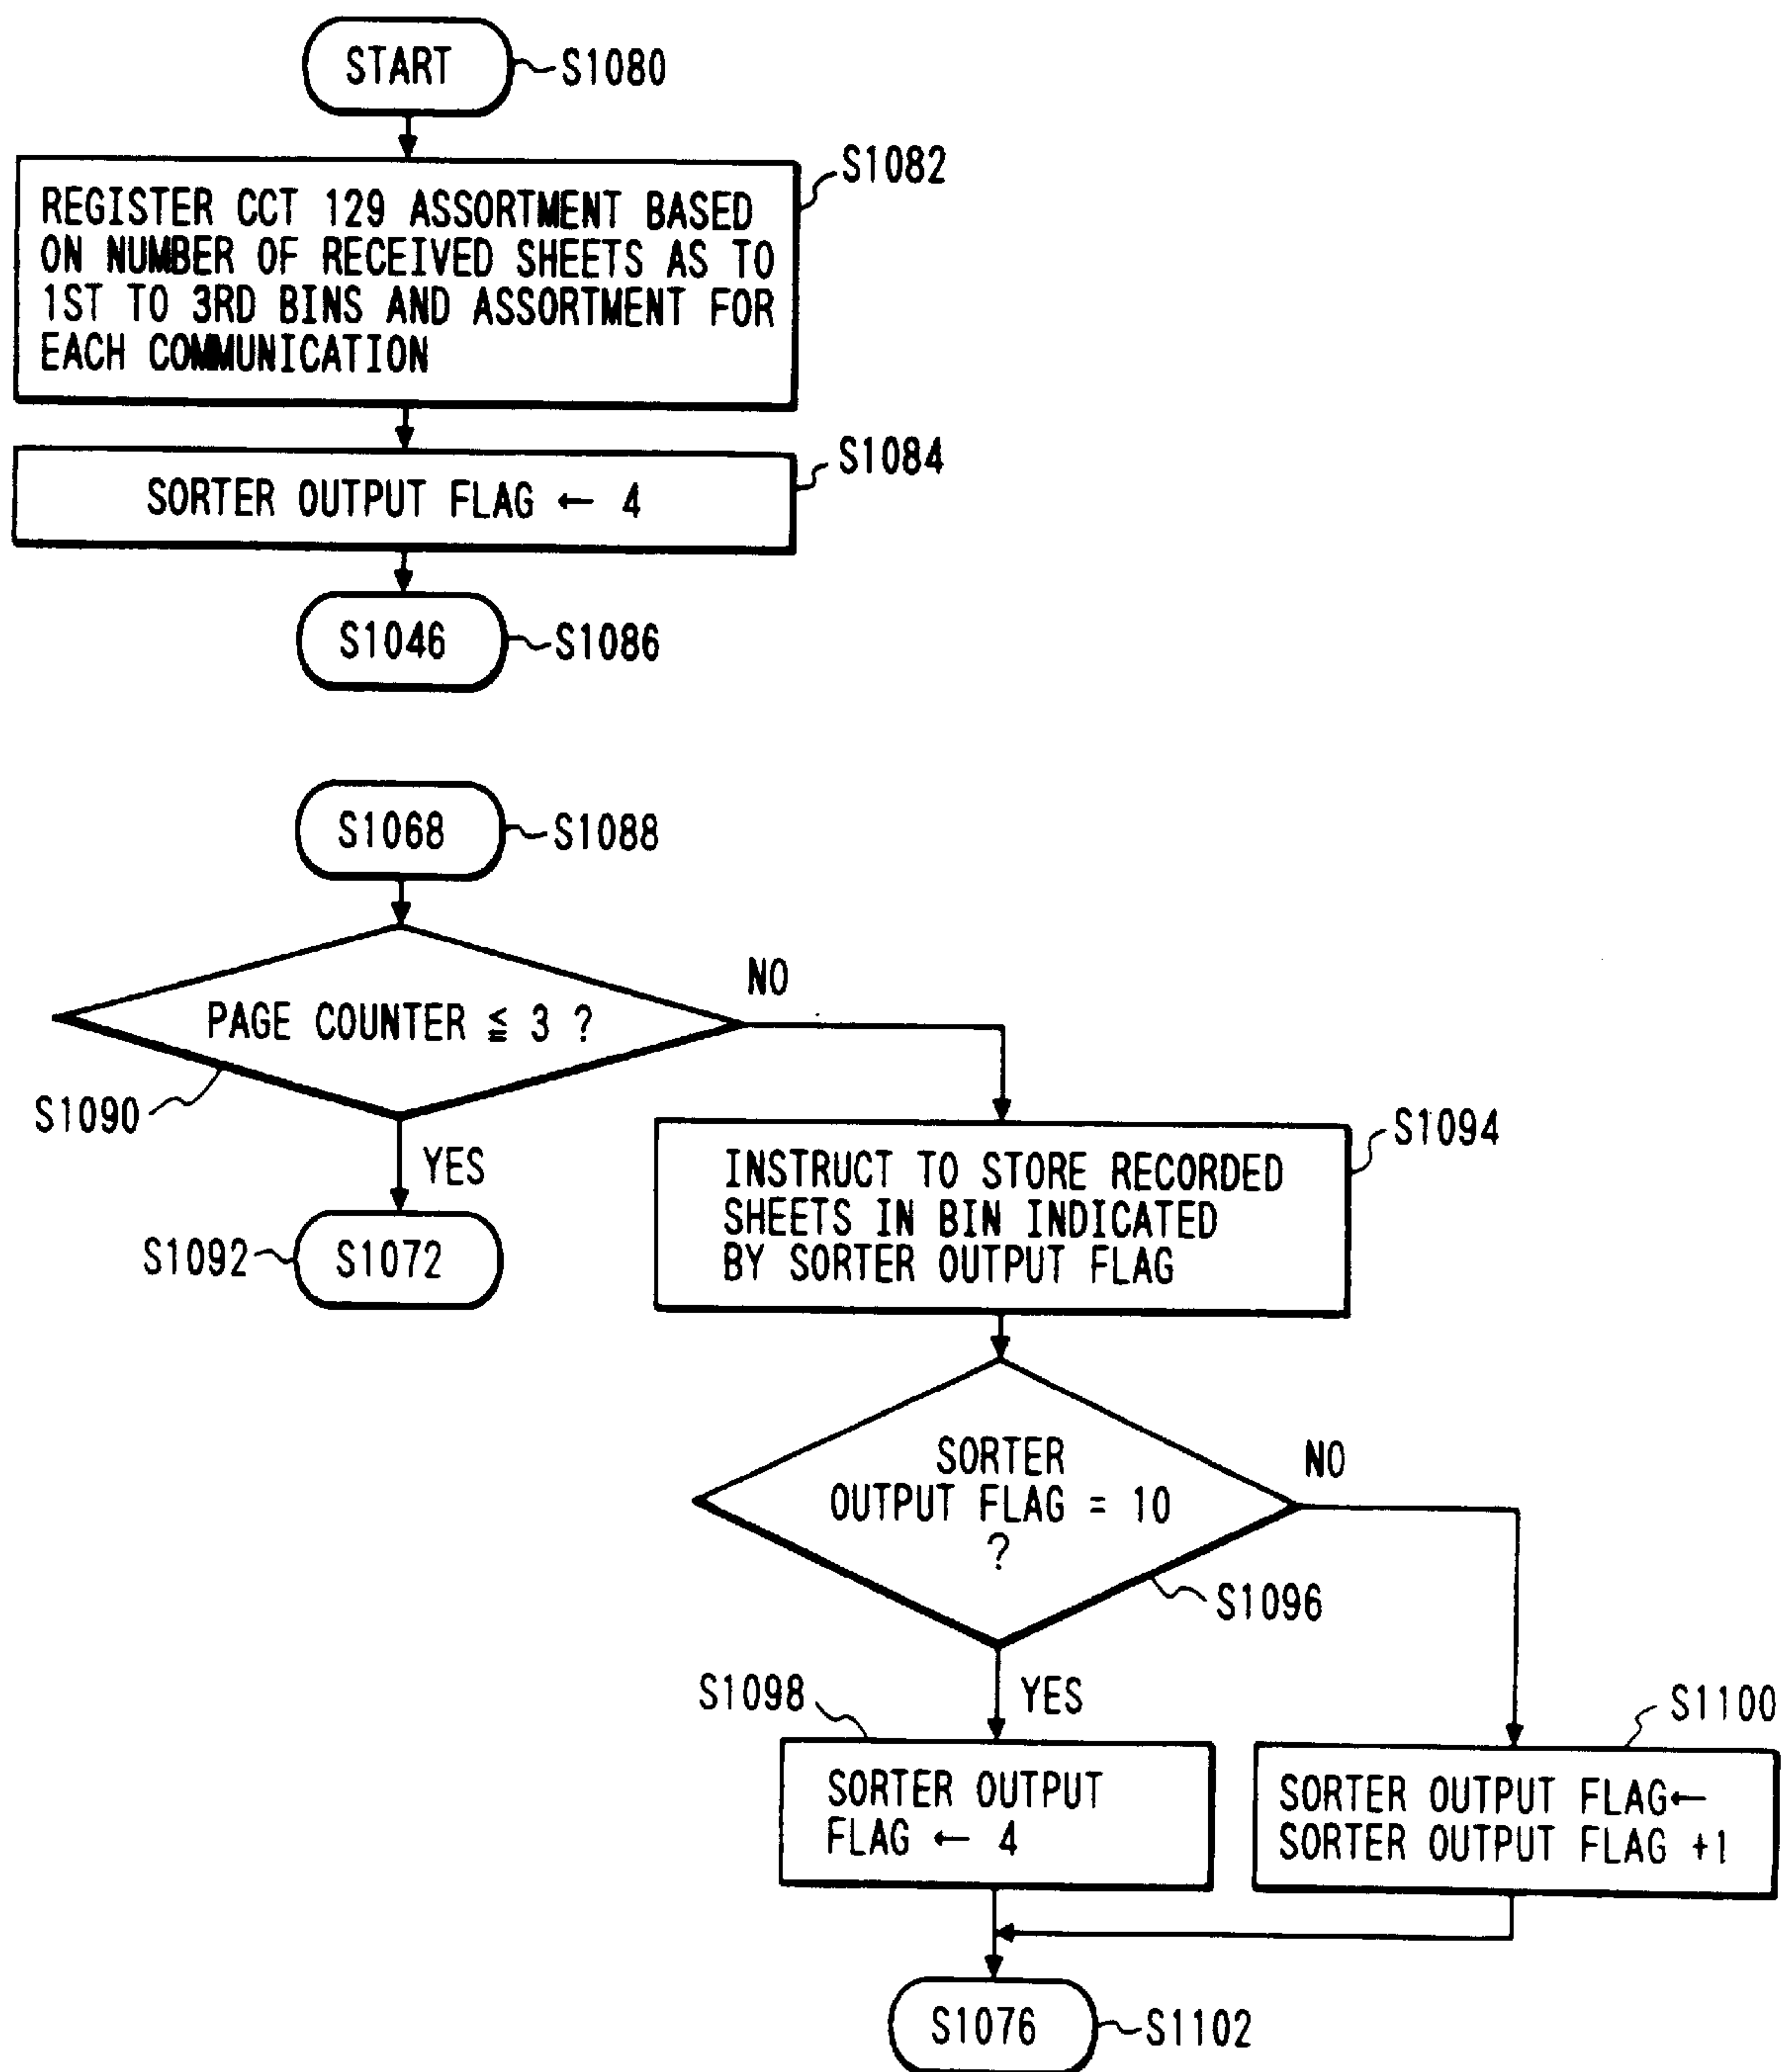 START
S1080
S1082
REGISTER CCT 129 ASSORTMENT BASED
ON NUMBER OF RECEIVED SHEETS AS TO
1ST TO 3RD BINS AND ASSORTMENT FOR
EACH COMMUNICATION
S1084
SORTER OUTPUT FLAG ← 4
S1046
S1086
S1068
S1088
PAGE COUNTER ≦ 3 ?
NO
S1090
YES
S1092
S1072
S1094
INSTRUCT TO STORE RECORDED
SHEETS IN BIN INDICATED
BY SORTER OUTPUT FLAG
SORTER
OUTPUT FLAG = 10
?
NO
S1096
YES
S1098
SORTER OUTPUT
FLAG ← 4
S1100
SORTER OUTPUT FLAG←
SORTER OUTPUT FLAG +1
S1076
S1102